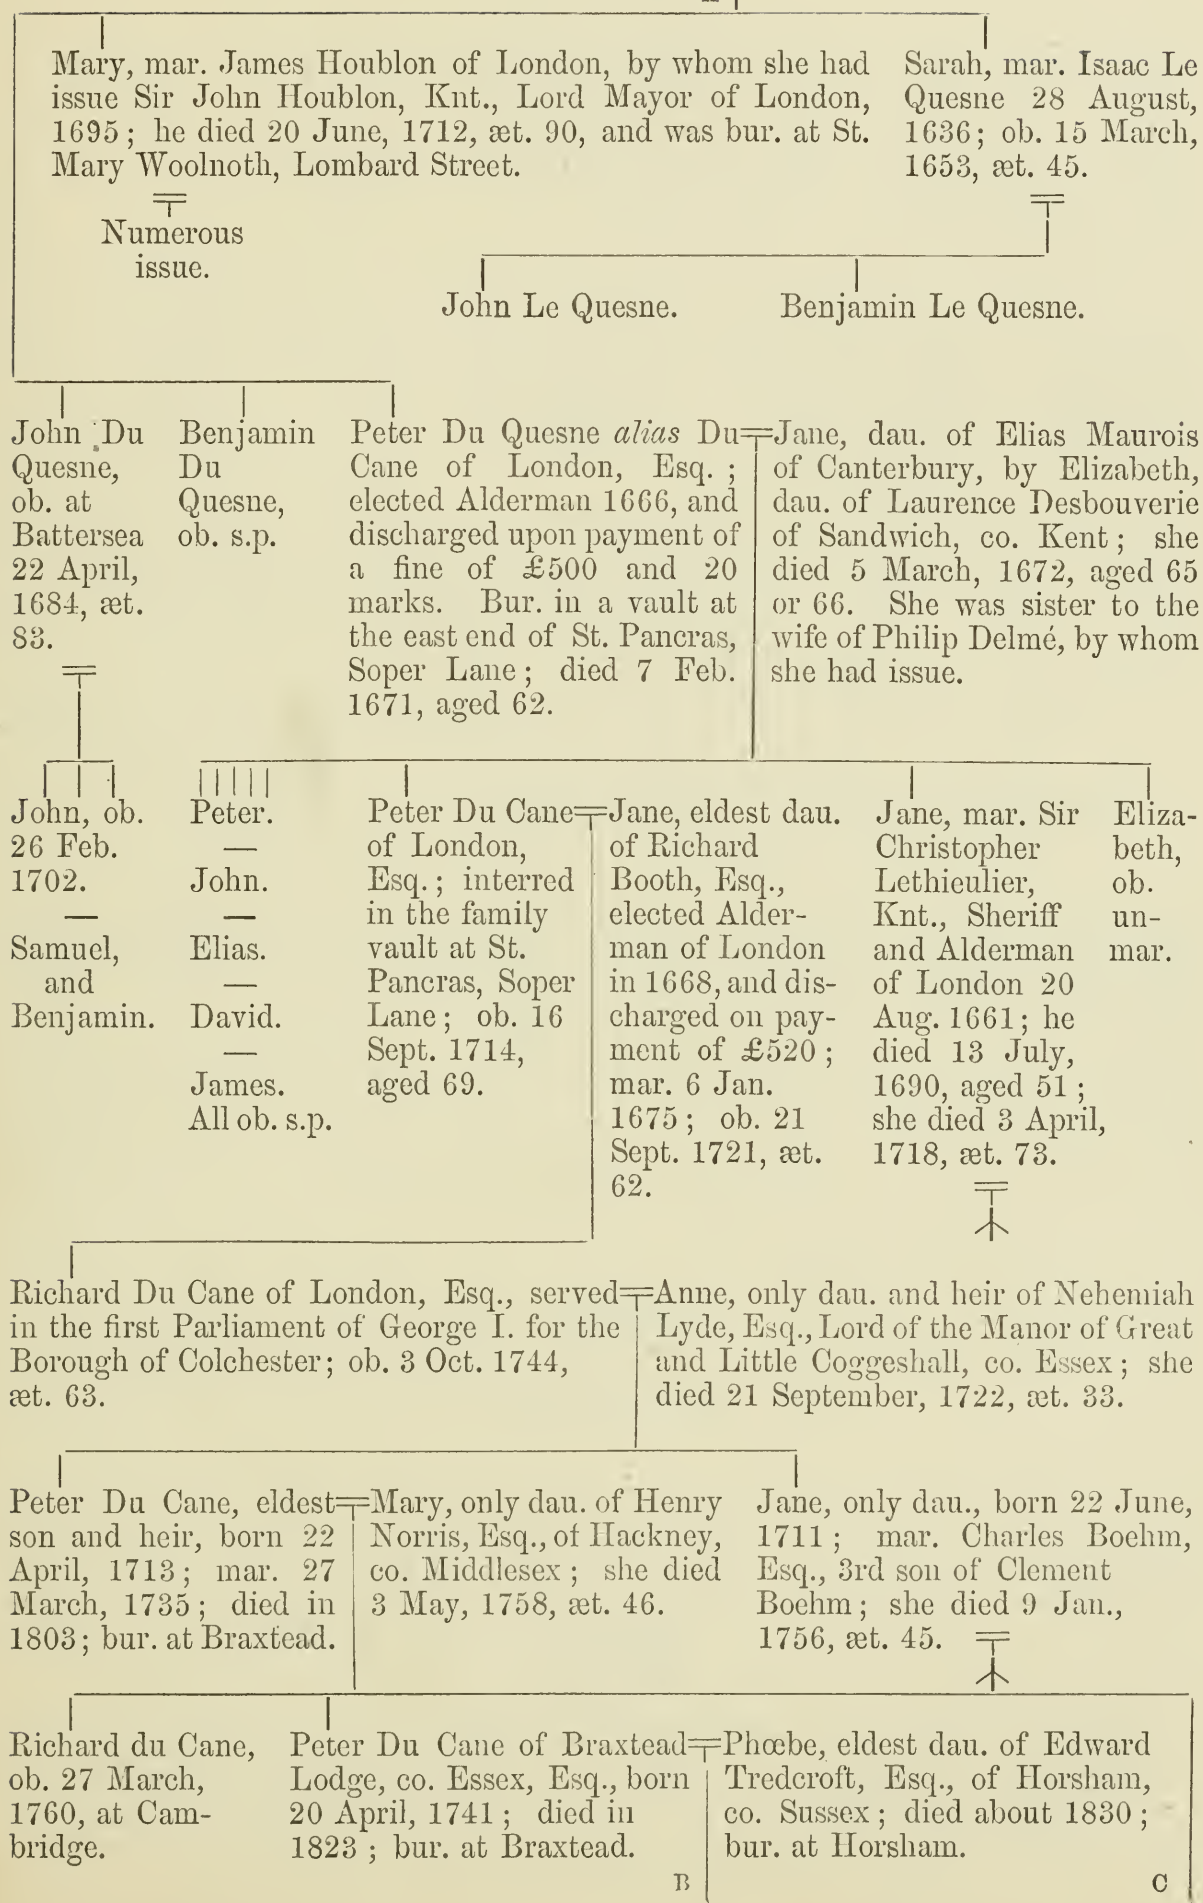 Mary, mar. James Houblon of London, by whom she had
issue Sir John Houblon, Knt., Lord Mayor of London,
1695; he died 20 June, 1712, æt. 90, and was bur. at St.
Mary Woolnoth, Lombard Street.
Sarah, mar. Isaac Le
Quesne 28 August,
1636; ob. 15 March,
1653, æt. 45.
Numerous
issue.
John Le Quesne.
Benjamin Le Quesne.
John Du
Quesne,
ob. at
Battersea
22 April,
1684, æt.
83.
Benjamin
Du
Quesne,
ob. s.p.
Peter Du Quesne alias Du
Cane of London, Esq.;
elected Alderman 1666, and
discharged upon payment of
a fine of £500 and 20
marks. Bur. in a vault at
the east end of St. Pancras,
Soper Lane; died 7 Feb.
1671, aged 62.
Jane, dau. of Elias Maurois
of Canterbury, by Elizabeth,
dau. of Laurence Desbouverie
of Sandwich, co. Kent; she
died 5 March, 1672, aged 65
or 66. She was sister to the
wife of Philip Delmé, by whom
she had issue.
John, ob.
26 Feb.
1702.
—
Samuel,
and
Benjamin.
Peter.
—
John.
—
Elias.
—
David.
—
James.
All ob. s.p.
Peter Du Cane
of London,
Esq.; interred
in the family
vault at St.
Pancras, Soper
Lane; ob. 16
Sept. 1714,
aged 69.
Jane, eldest dau.
of Richard
Booth, Esq.,
elected Alder-
man of London
in 1668, and dis-
charged on pay-
ment of £520;
mar. 6 Jan.
1675; ob. 21
Sept. 1721, æt.
62.
Jane, mar. Sir
Christopher
Lethieulier,
Knt., Sheriff
and Alderman
of London 20
Aug. 1661; he
died 13 July,
1690, aged 51;
she died 3 April,
1718, æt. 73.
Eliza-
beth,
ob.
un-
mar.
Richard Du Cane of London, Esq., served
in the first Parliament of George I. for the
Borough of Colchester; ob. 3 Oct. 1744,
æt. 63.
Anne, only dau. and heir of Nehemiah
Lyde, Esq., Lord of the Manor of Great
and Little Coggeshall, co. Essex; she
died 21 September, 1722, æt. 33.
Peter Du Cane, eldest
son and heir, born 22
April, 1713; mar. 27
March, 1735; died in
1803; bur. at Braxtead.
Mary, only dau. of Henry
Norris, Esq., of Hackney,
co. Middlesex; she died
3 May, 1758, æt. 46.
Jane, only dau., born 22 June,
1711; mar. Charles Boehm,
Esq., 3rd son of Clement
Boehm; she died 9 Jan.,
1756, æt. 45.
Richard du Cane,
ob. 27 March,
1760, at Cam-
bridge.
Peter Du Cane of Braxtead
Lodge, co. Essex, Esq., born
20 April, 1741; died in
1823; bur. at Braxtead.
Phœbe, eldest dau. of Edward
Tredcroft, Esq., of Horsham,
co. Sussex; died about 1830;
bur. at Horsham.
B
C